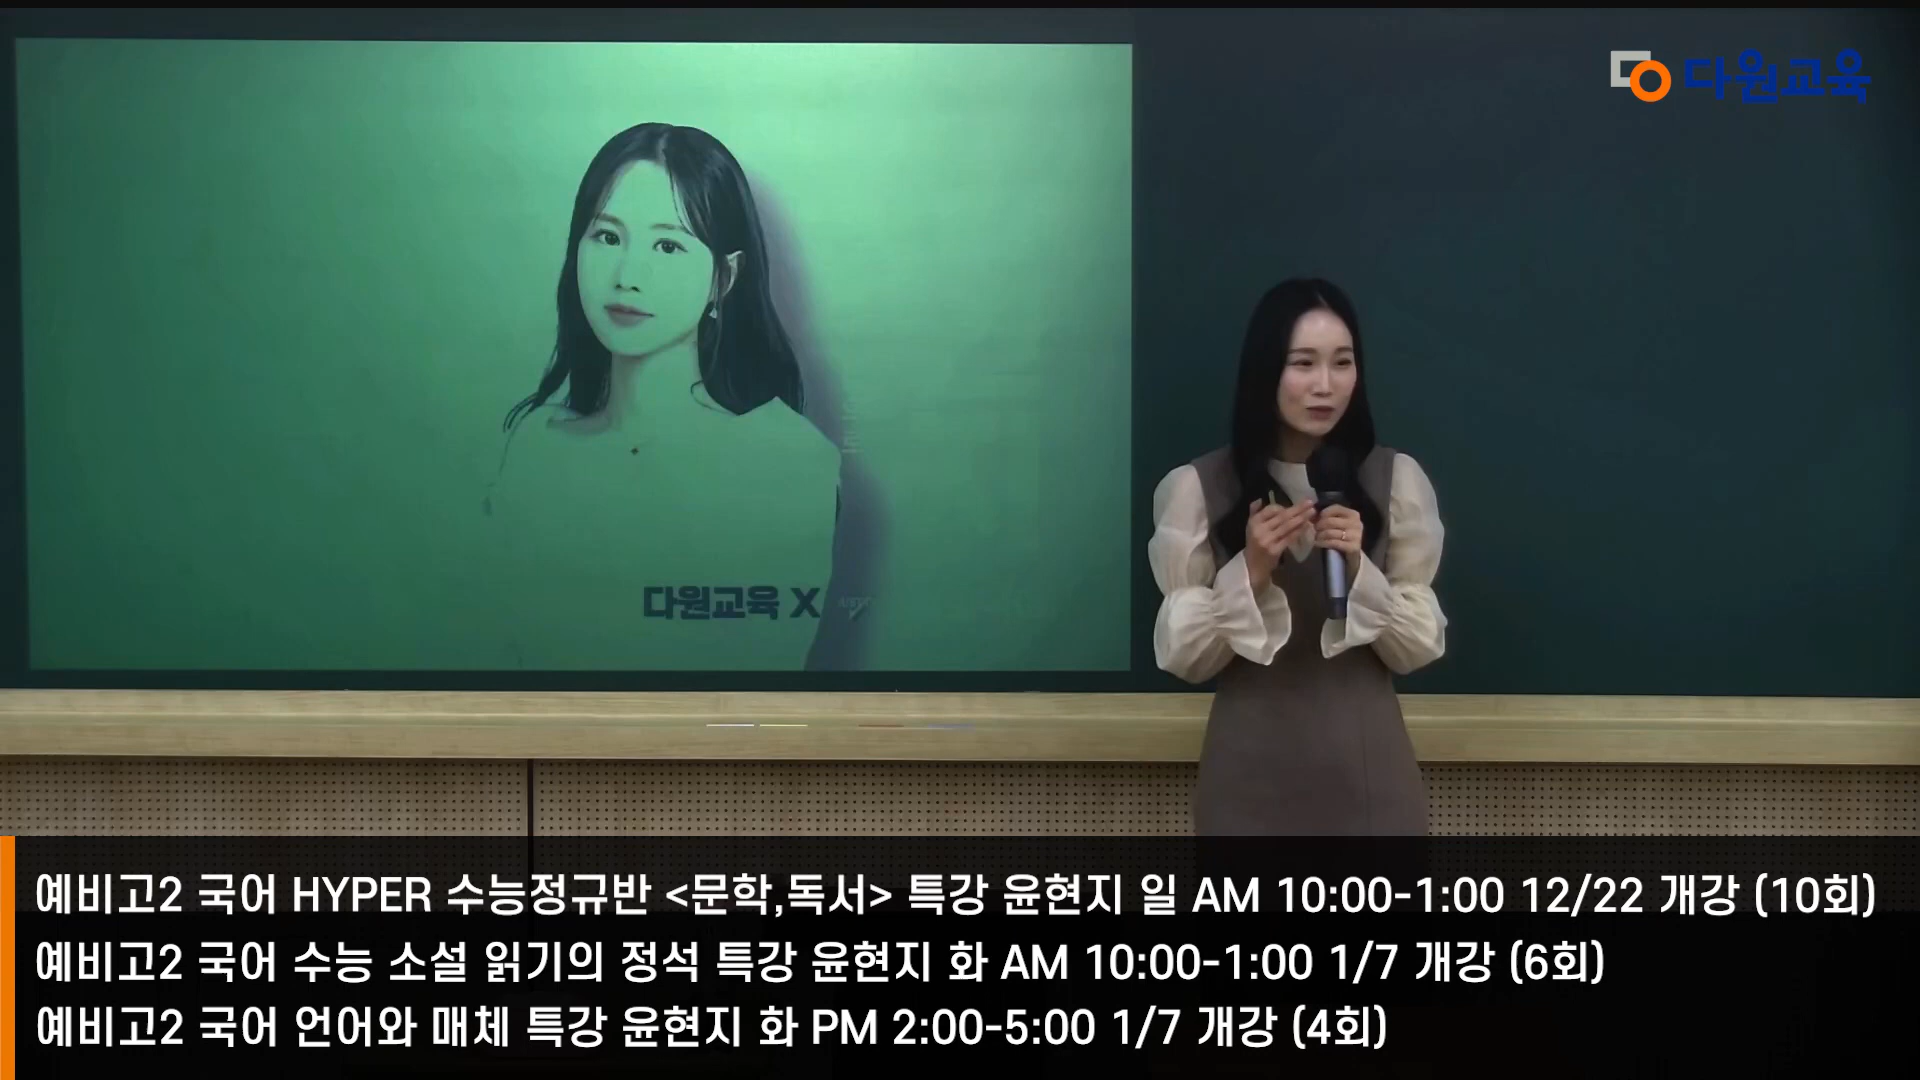 다원교육
다원교육 X
예비고2 국어 HYPER 수능정규반 <문학,독서> 특강 윤현지 일 AM 10:00-1:00 12/22 개강 (10회)
예비고2 국어 수능 소설 읽기의 정석 특강 윤현지 화 AM 10:00-1:00 1/7 개강 (6회)
예비고2 국어 언어와 매체 특강 윤현지 화 PM 2:00-5:00 1/7 개강 (4회)